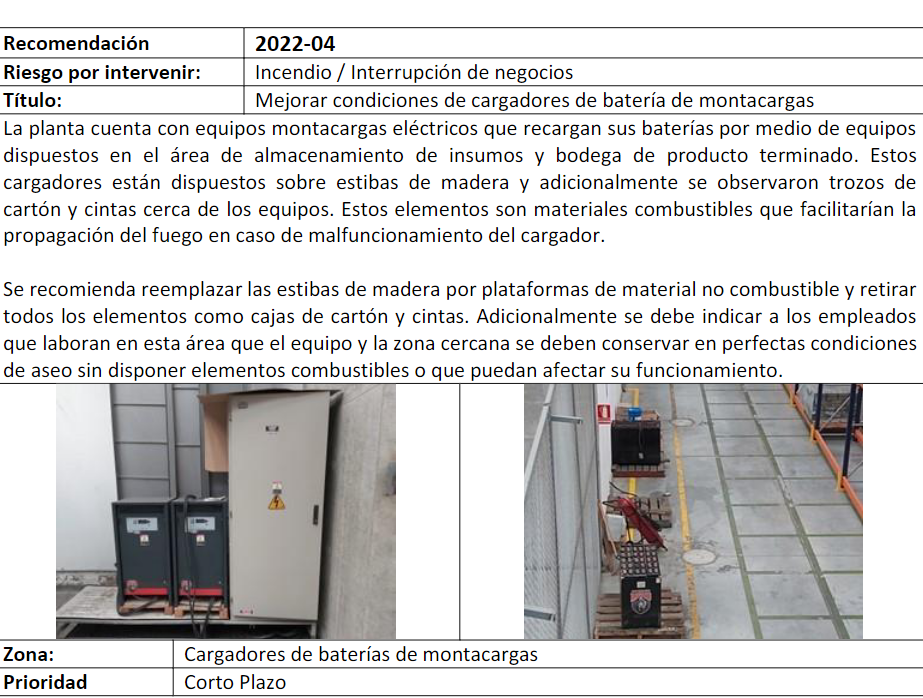 Recomendación 2022-04
Riesgo por intervenir: Incendio / Interrupción de negocios
Título: Mejorar condiciones de cargadores de batería de montacargas
La planta cuenta con equipos montacargas eléctricos que recargan sus baterías por medio de equipos
dispuestos en el área de almacenamiento de insumos y bodega de producto terminado. Estos
cargadores están dispuestos sobre estibas de madera y adicionalmente se observaron trozos de
cartón y cintas cerca de los equipos. Estos elementos son materiales combustibles que facilitarían la
propagación del fuego en caso de malfuncionamiento del cargador.
Se recomienda reemplazar las estibas de madera por plataformas de material no combustible y retirar
todos los elementos como cajas de cartón y cintas. Adicionalmente se debe indicar a los empleados
que laboran en esta área que el equipo y la zona cercana se deben conservar en perfectas condiciones
de aseo sin disponer elementos combustibles o que puedan afectar su funcionamiento.
Zona: Cargadores de baterías de montacargas
Prioridad Corto Plazo